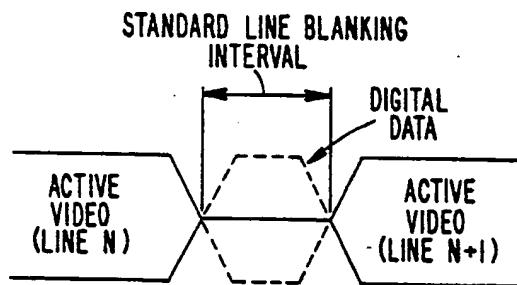 STANDARD LINE BLANKING
INTERVAL
DIGITAL
DATA
ACTIVE
VIDEO
(LINE N)
ACTIVE
VIDEO
(LINE N+1)